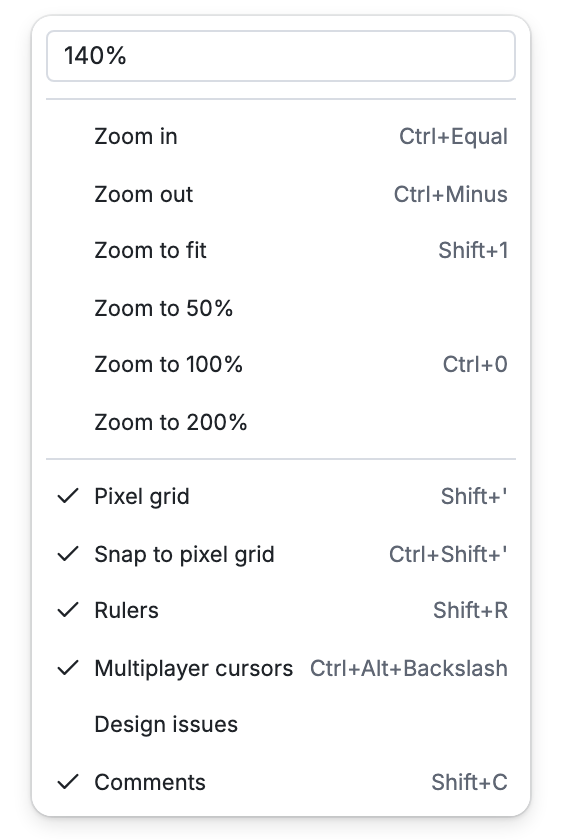 140%
Zoom in Ctrl+Equal
Zoom out Ctrl+Minus
Zoom to fit Shift+1
Zoom to 50%
Zoom to 100% Ctrl+0
Zoom to 200%
Pixel grid Shift+'
Snap to pixel grid Ctrl+Shift+'
Rulers Shift+R
Multiplayer cursors Ctrl+Alt+Backslash
Design issues
Comments Shift+C